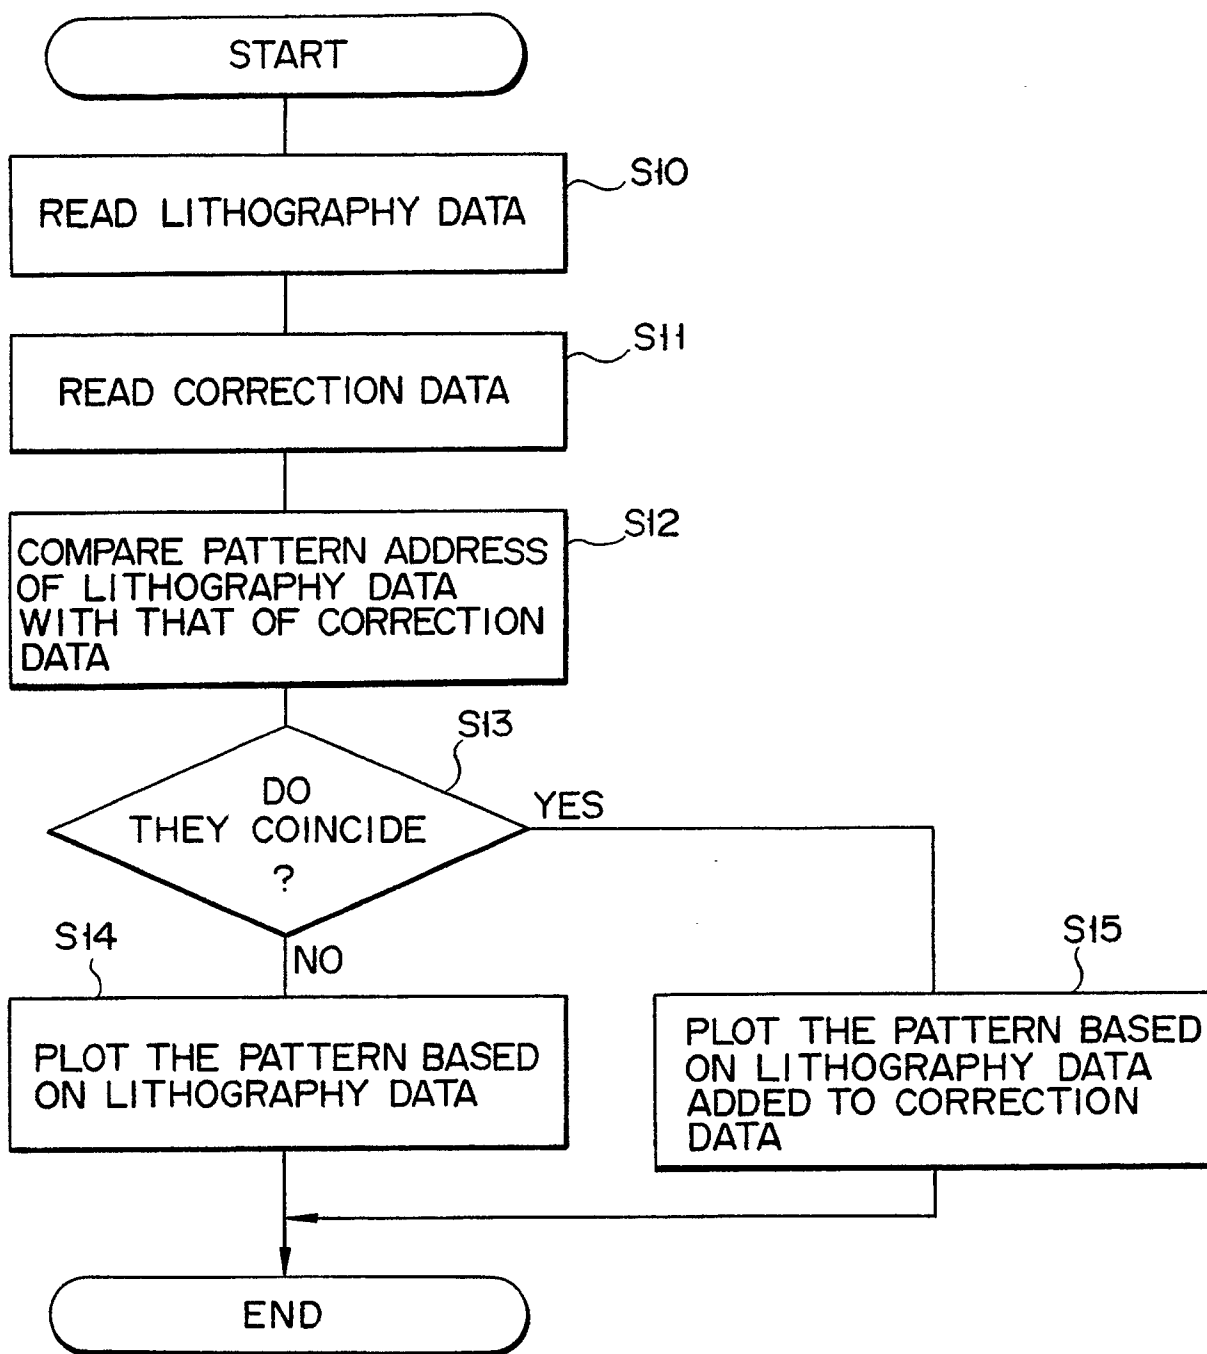 START
S10
READ LITHOGRAPHY DATA
S11
READ CORRECTION DATA
S12
COMPARE PATTERN ADDRESS
OF LITHOGRAPHY DATA
WITH THAT OF CORRECTION
DATA
S13
DO
THEY COINCIDE
?
YES
NO
S14
PLOT THE PATTERN BASED
ON LITHOGRAPHY DATA
S15
PLOT THE PATTERN BASED
ON LITHOGRAPHY DATA
ADDED TO CORRECTION
DATA
END